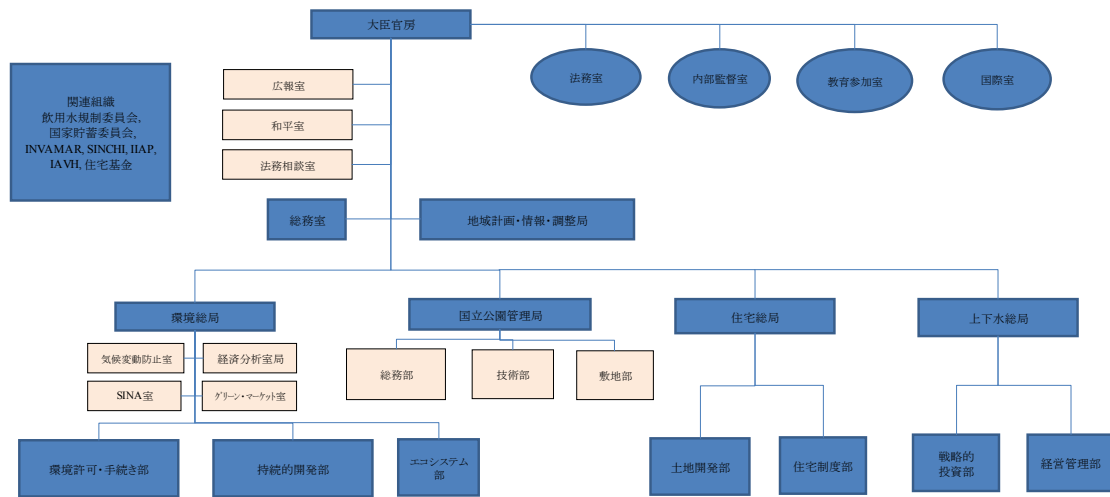 大臣官房
法務室
内部監督室
教育参加室
国際室
関連組織
飲用水規制委員会,
国家貯蓄委員会,
INVAMAR, SINCHI, IIAP,
IAVH, 住宅基金
広報室
和平室
法務相談室
総務室
地域計画・情報・調整局
環境総局
国立公園管理局
住宅総局
上下水総局
気候変動防止室
経済分析室局
SINA室
グリーン・マーケット室
総務部
技術部
敷地部
環境許可・手続き部
持続的開発部
エコシステム
部
土地開発部
住宅制度部
戦略的
投資部
経営管理部